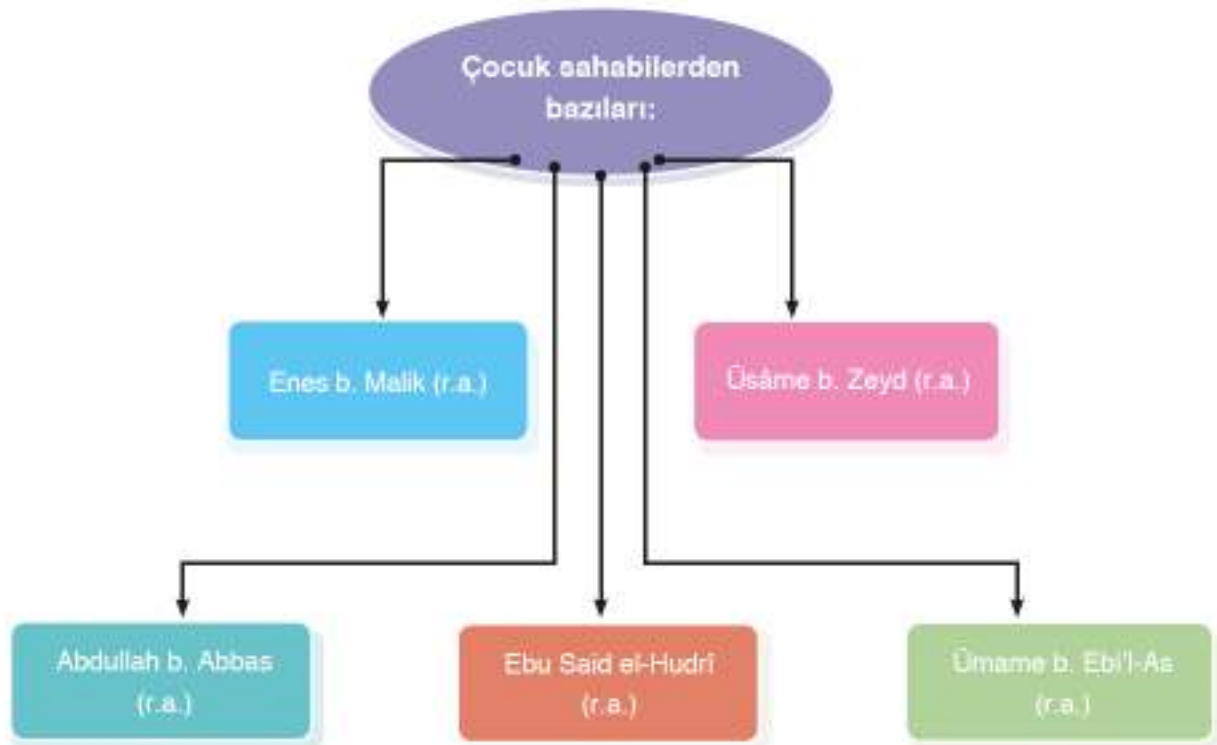 Çocuk sahabilerden
bazıları:
Enes b. Malik (r.a.)
Üsâme b. Zeyd (r.a.)
Abdullah b. Abbas
(r.a.)
Ebu Said el-Hudrî
(r.a.)
Ümame b. Ebi'l-As
(r.a.)